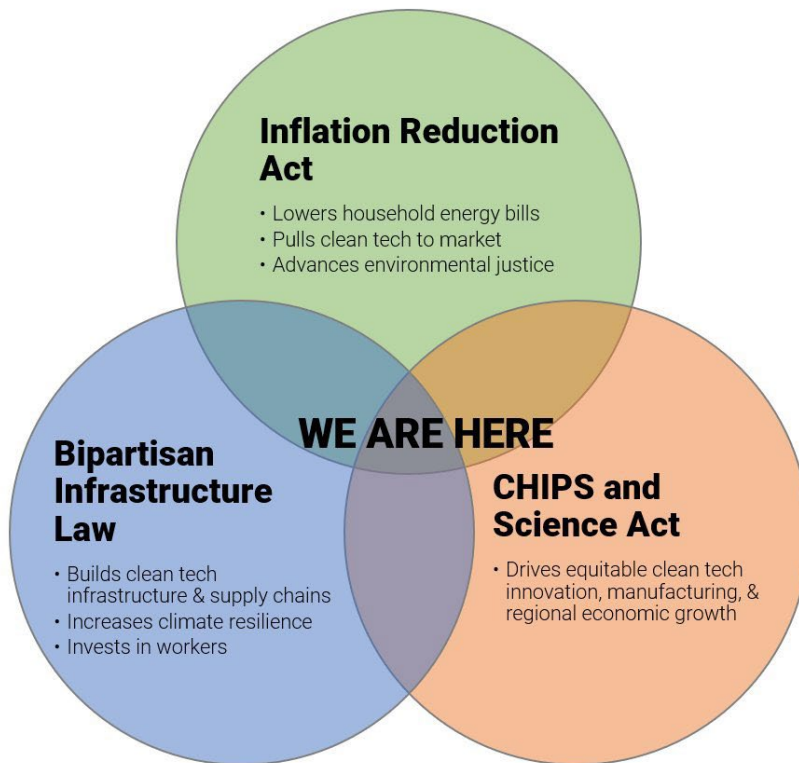 Inflation Reduction
Act
• Lowers household energy bills
• Pulls clean tech to market
• Advances environmental justice
WE ARE HERE
Bipartisan
Infrastructure
Law
• Builds clean tech
infrastructure & supply chains
• Increases climate resilience
• Invests in workers
CHIPS and
Science Act
• Drives equitable clean tech
innovation, manufacturing, &
regional economic growth